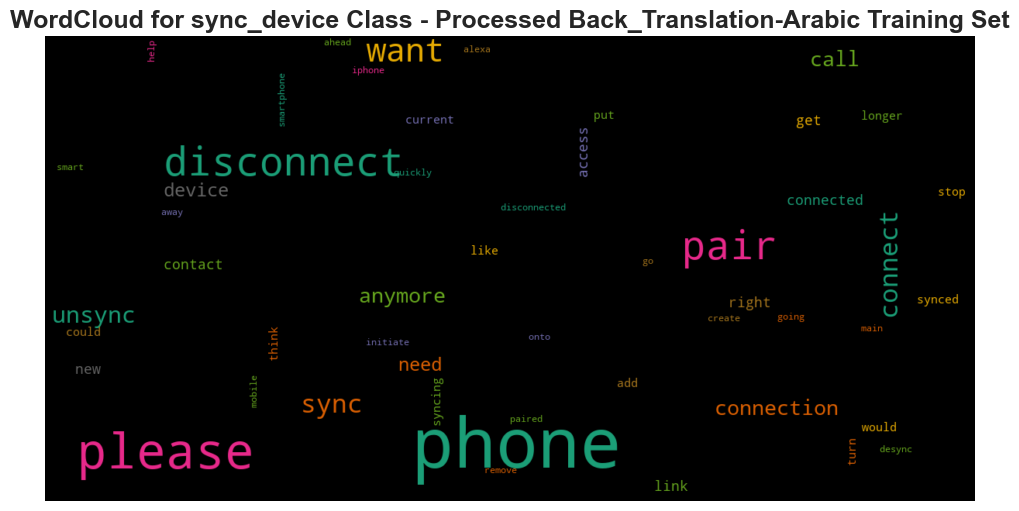 WordCloud for sync_device Class - Processed Back_Translation-Arabic Training Set
help
ahead
want
alexa
iphone
call
smartphone
current
put
access
get
longer
disconnect
quickly
smart
device
away
disconnected
connected
stop
like
pair
go
connect
contact
anymore
unsync
could
right
create
going
synced
main
think
initiate
onto
new
need
add
mobile
sync
syncing
connection
please
phone
paired
remove
would
turn
desync
link